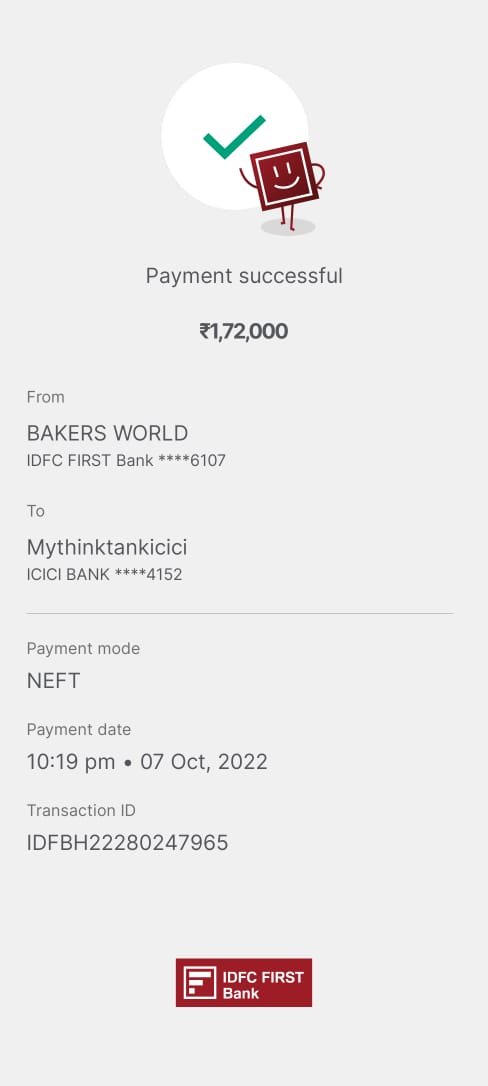 Payment successful
₹1,72,000
From
BAKERS WORLD
IDFC FIRST Bank ****6107
To
Mythinktankicici
ICICI BANK ****4152
Payment mode
NEFT
Payment date
10:19 pm • 07 Oct, 2022
Transaction ID
IDFBH22280247965
IDFC FIRST
Bank